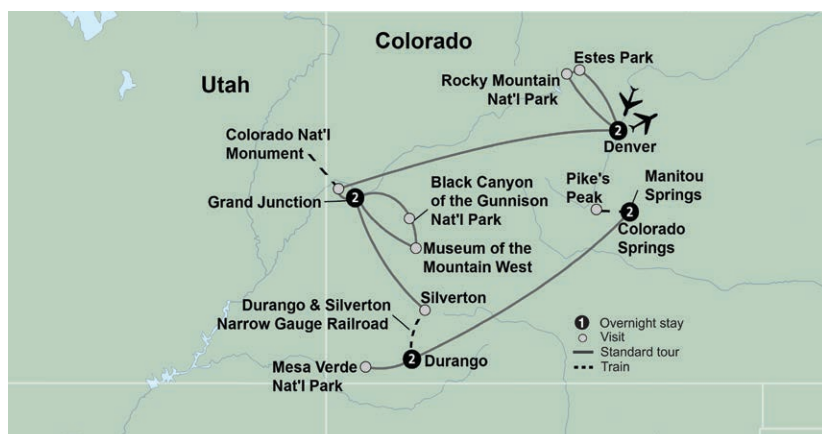 Colorado
Utah
Estes Park
Rocky Mountain
Nat'l Park
2
Denver
Colorado Nat'l
Monument
Grand Junction
2
Black Canyon
of the Gunnison
Nat'l Park
Museum of the
Mountain West
Pike's
Peak
Manitou
Springs
2
Colorado
Springs
Silverton
Durango & Silverton
Narrow Gauge Railroad
2
Durango
Mesa Verde
Nat'l Park
1 Overnight stay
Visit
Standard tour
Train